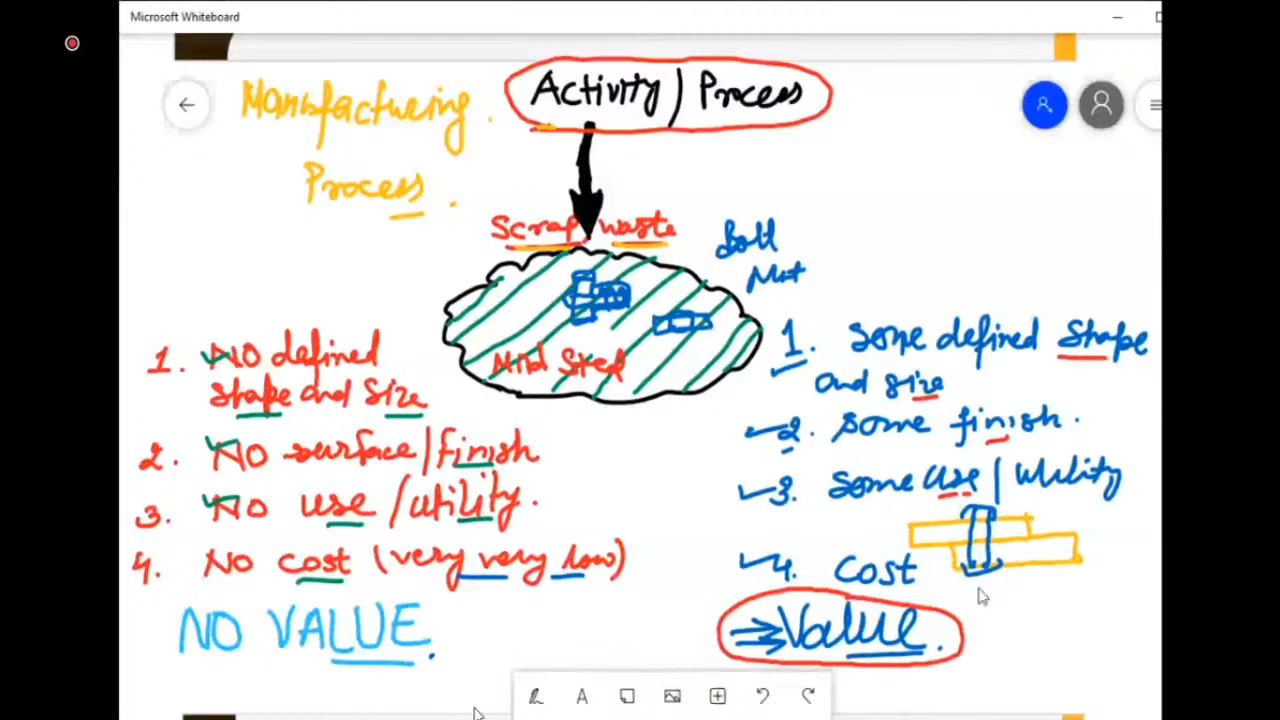 Microsoft Whiteboard
Manufacturing
Process.
Activity / Process
Scrap, waste
Bolt
Nut
Mild Steel
1. No defined
shape and size
2. No surface/finish
3. No use /utility.
4. No cost (very very low)
NO VALUE.
1. Some defined shape
and size
2. Some finish.
3. Some use / Utility
4. Cost
⇒ Value.
A